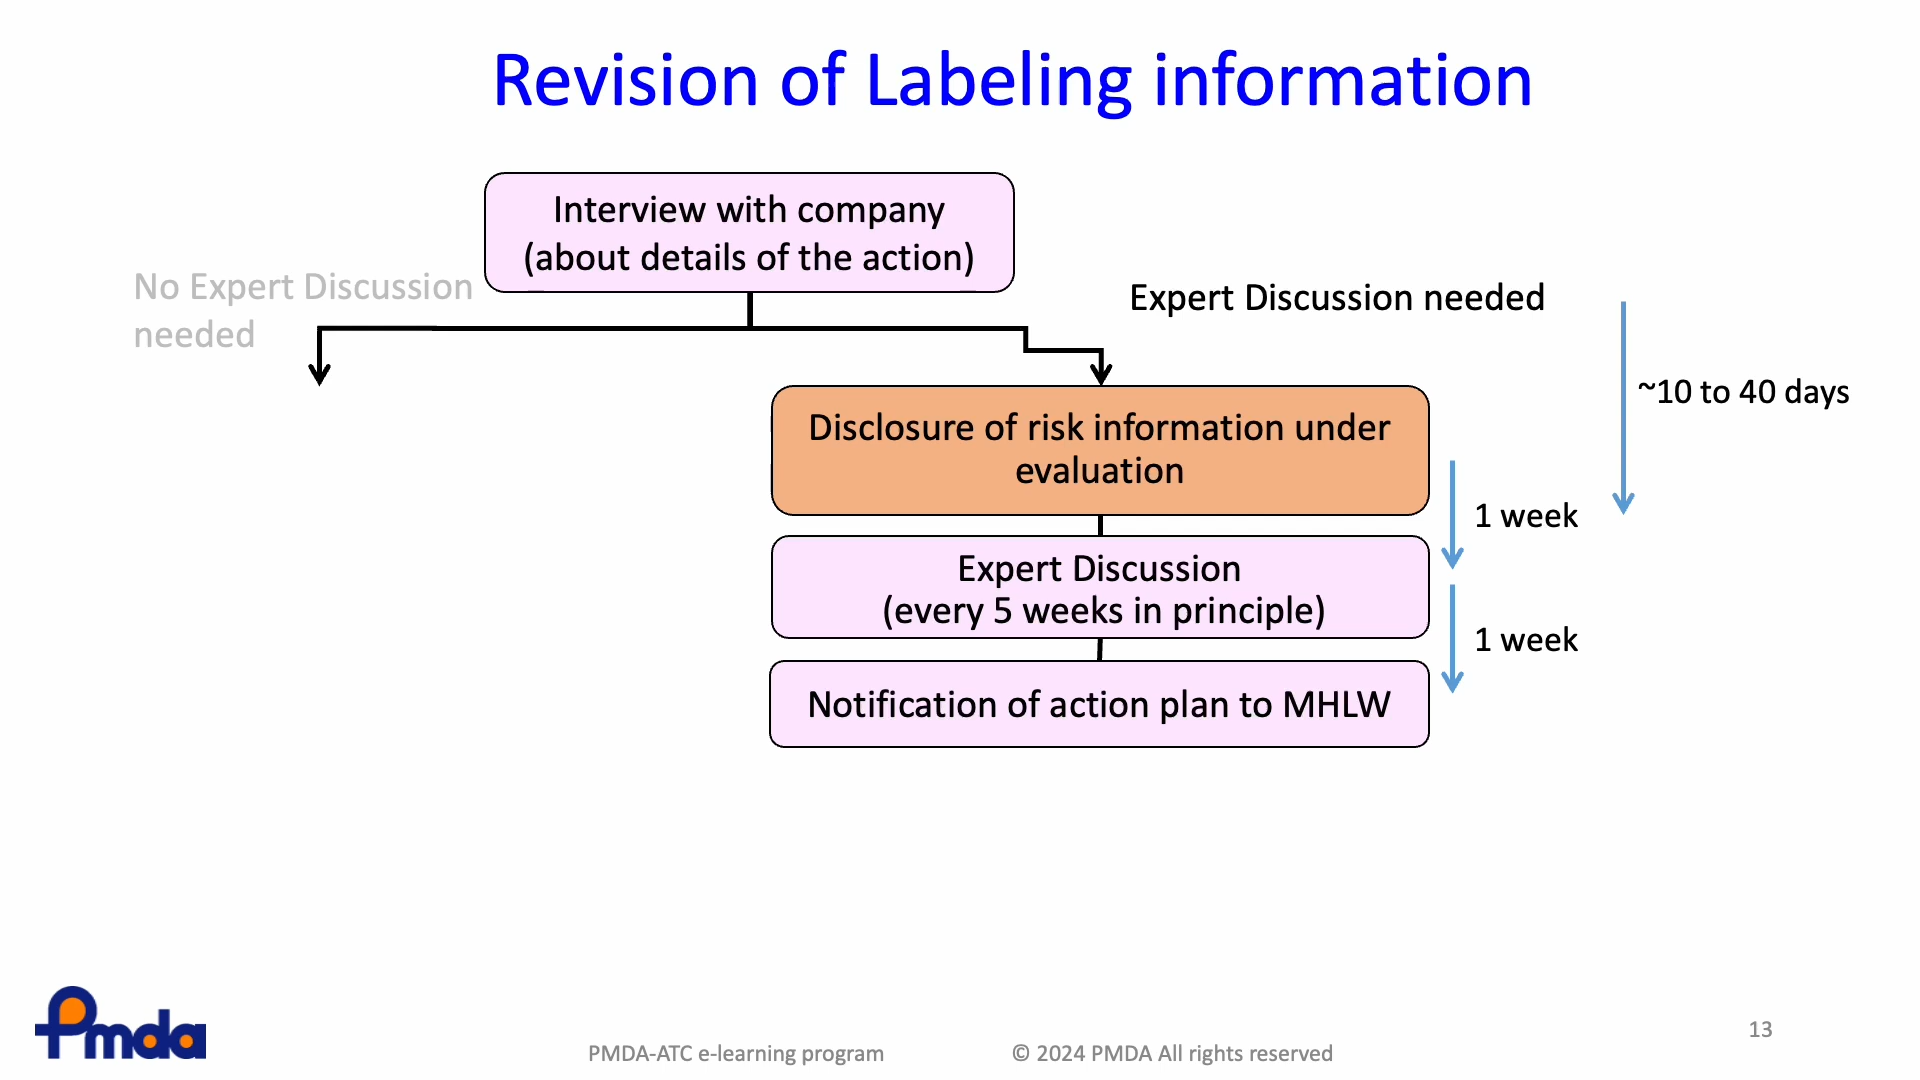 Revision of Labeling information
Interview with company
(about details of the action)
No Expert Discussion
needed
Expert Discussion needed
~10 to 40 days
Disclosure of risk information under
evaluation
1 week
Expert Discussion
(every 5 weeks in principle)
1 week
Notification of action plan to MHLW
Pmda
PMDA-ATC e-learning program
© 2024 PMDA All rights reserved
13